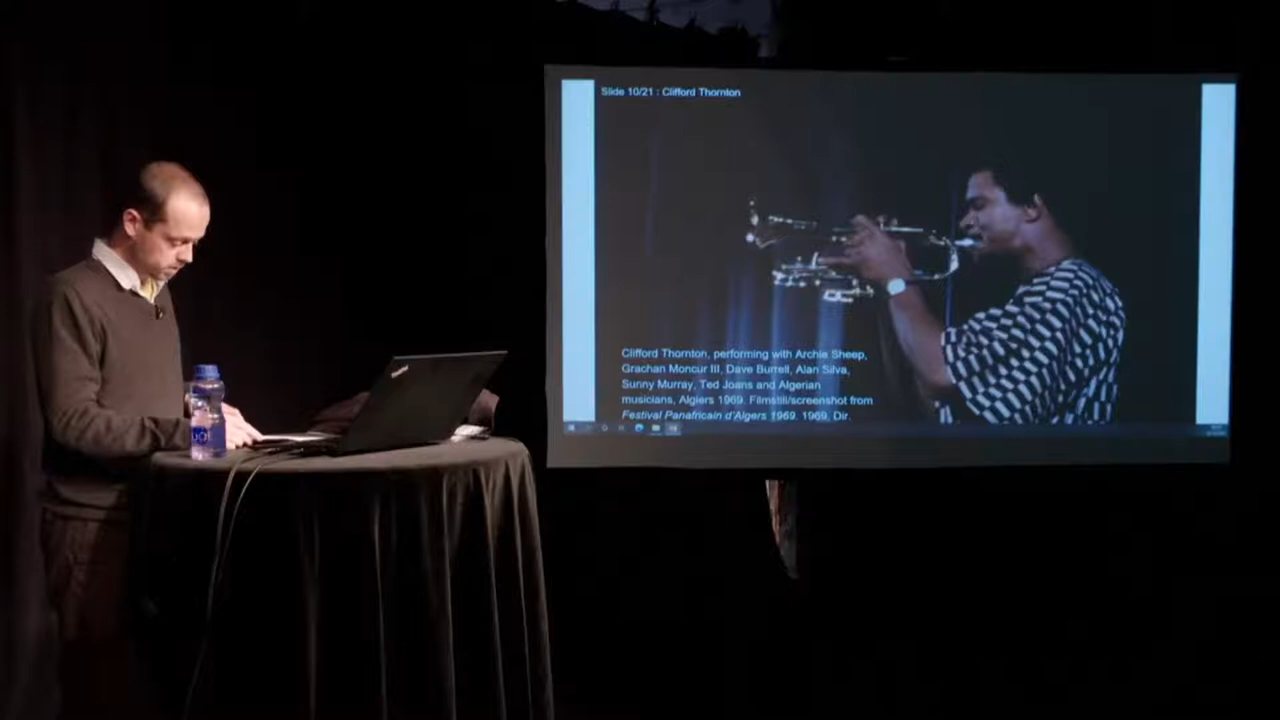 Slide 10/21 : Clifford Thornton
Clifford Thornton, performing with Archie Sheep,
Grachan Moncur III, Dave Burrell, Alan Silva,
Sunny Murray, Ted Joans and Algerian
musicians, Algiers 1969. Filmstill/screenshot from
Festival Panafricain d'Algers 1969. 1969. Dir.
ThinkPad